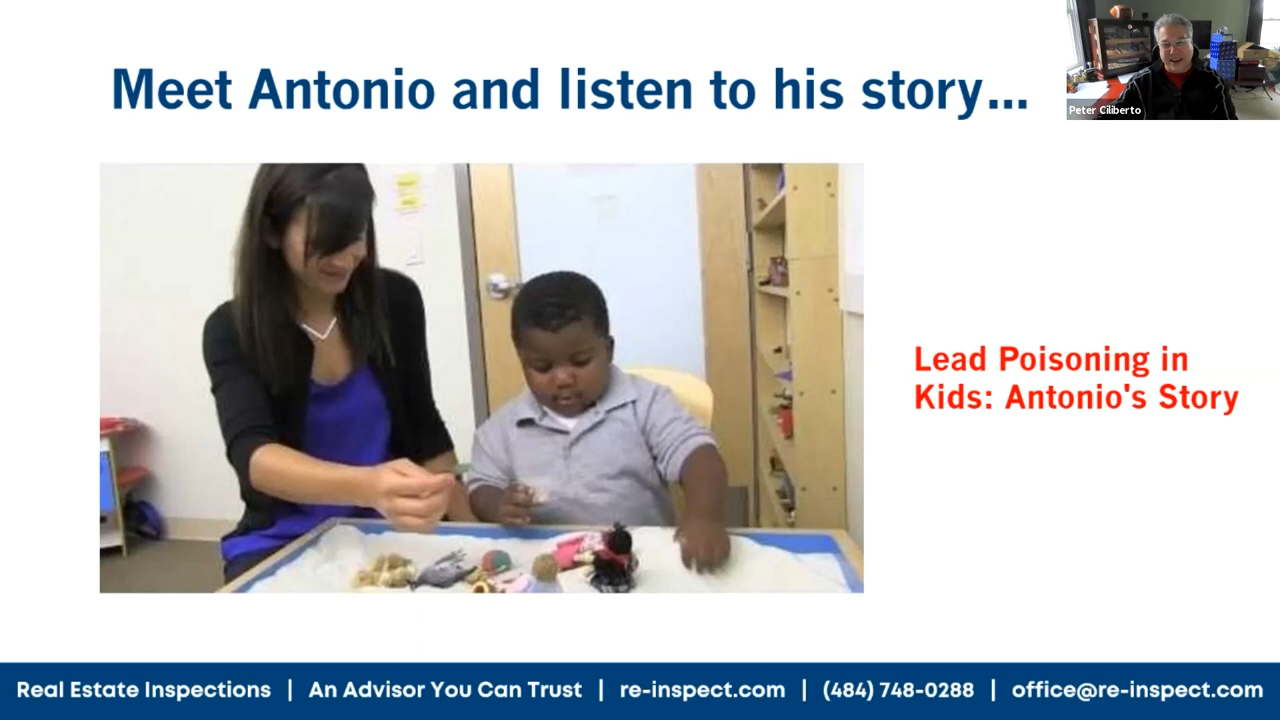 Meet Antonio and listen to his story...
Peter Ciliberto
Lead Poisoning in
Kids: Antonio's Story
Real Estate Inspections | An Advisor You Can Trust | re-inspect.com | (484) 748-0288 | office@re-inspect.com